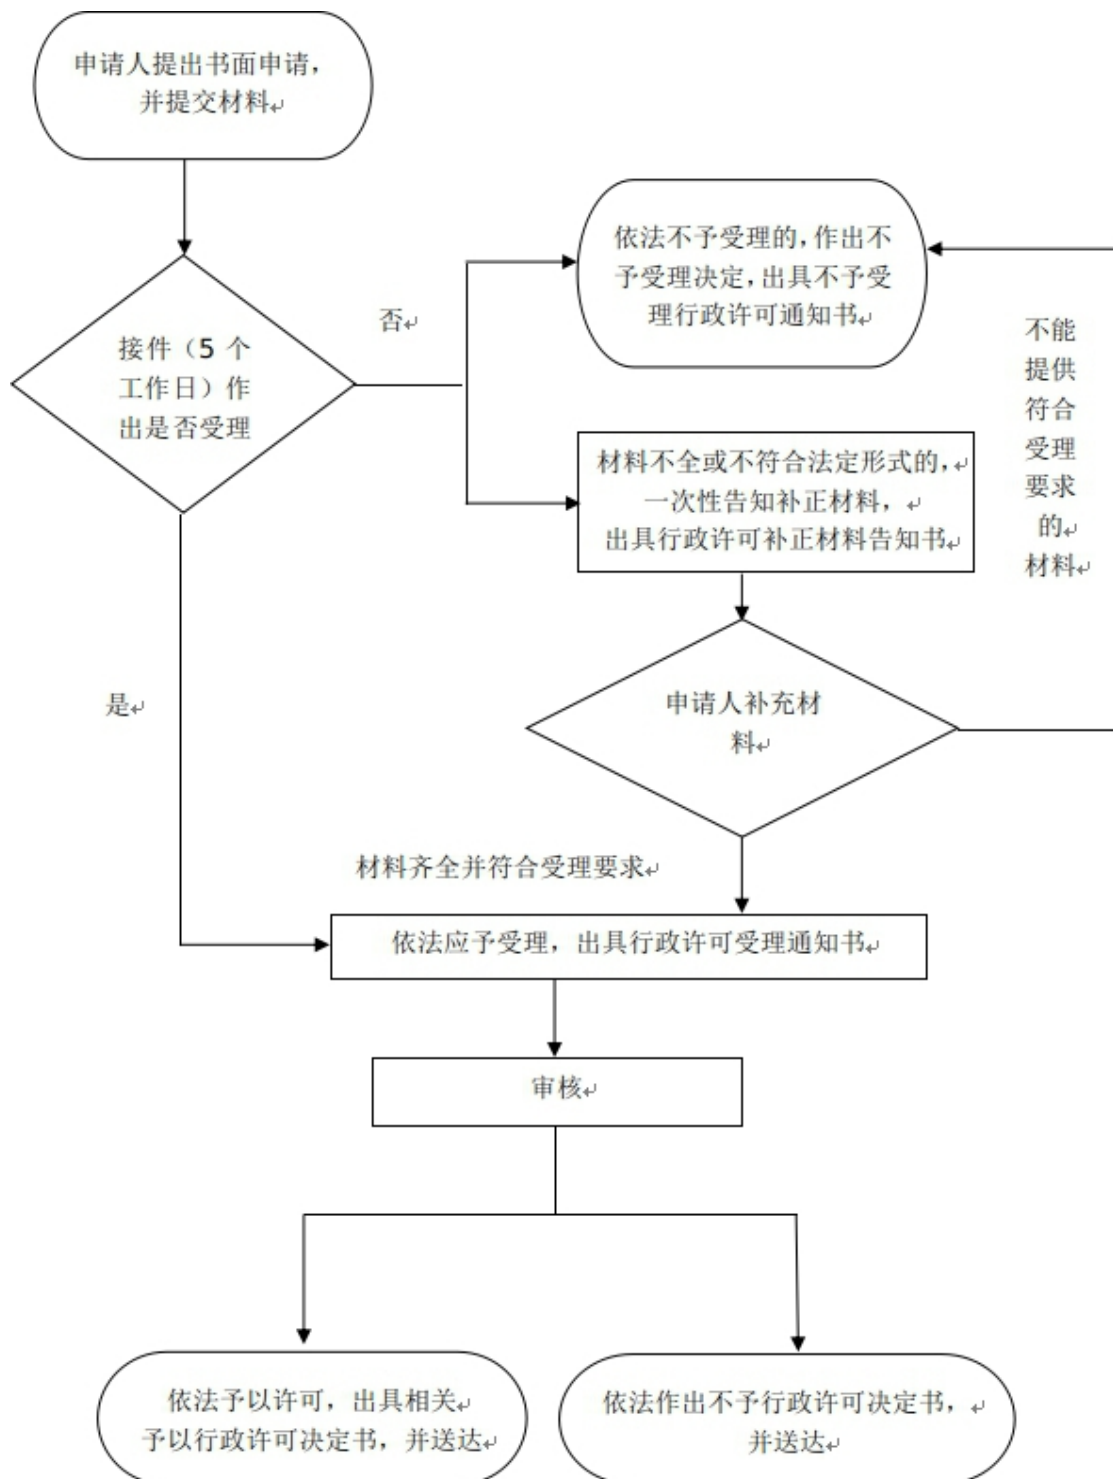 申请人提出书面申请，
并提交材料↵
依法不予受理的，作出不
予受理决定，出具不予受
理行政许可通知书↵
否↵
接件（5 个
工作日）作
出是否受理
不能
提供
符合
受理
要求
的↵
材料↵
材料不全或不符合法定形式的，↵
一次性告知补正材料，↵
出具行政许可补正材料告知书↵
是↵
申请人补充材
料↵
材料齐全并符合受理要求↵
依法应予受理，出具行政许可受理通知书↵
审核↵
依法予以许可，出具相关↵
予以行政许可决定书，并送达↵
依法作出不予行政许可决定书，↵
并送达↵